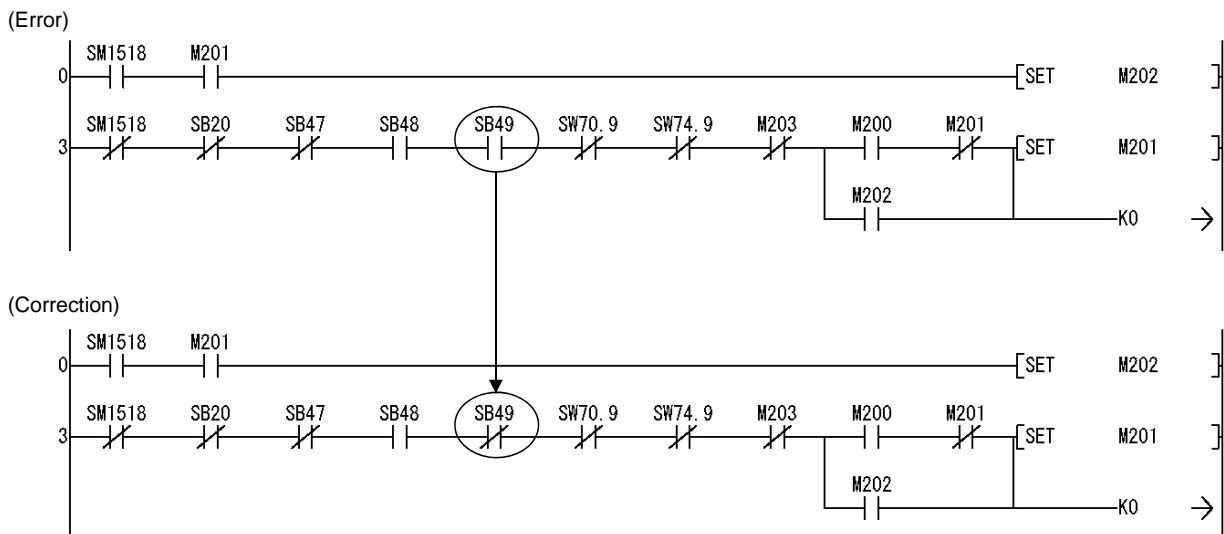 (Error)
SM1518 M201
0 [SET M202 ]
SM1518 SB20 SB47 SB48 SB49 SW70.9 SW74.9 M203 M200 M201
3 [SET M201 ]
M202
K0
(Correction)
SM1518 M201
0 [SET M202 ]
SM1518 SB20 SB47 SB48 SB49 SW70.9 SW74.9 M203 M200 M201
3 [SET M201 ]
M202
K0